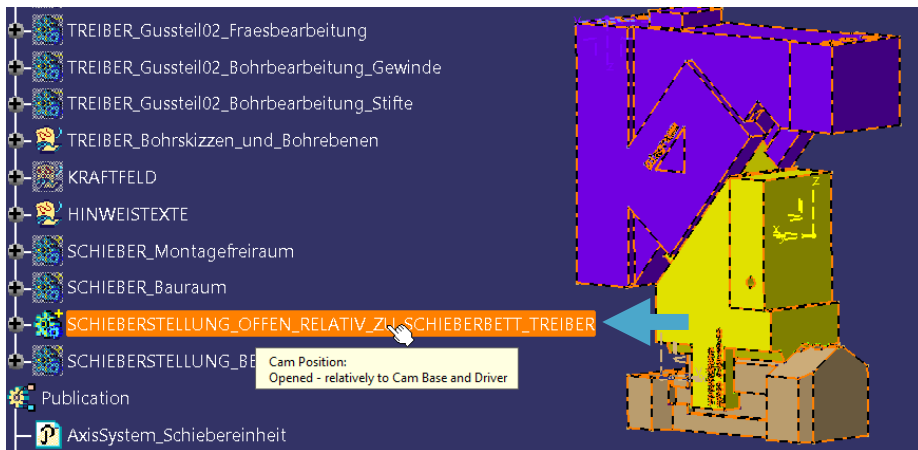 TREIBER_Gussteil02_Fraesbearbeitung
TREIBER_Gussteil02_Bohrbearbeitung_Gewinde
TREIBER_Gussteil02_Bohrbearbeitung_Stifte
TREIBER_Bohrskizzen_und_Bohrebenen
KRAFTFELD
HINWEISTEXTE
SCHIEBER_Montagefreiraum
SCHIEBER_Bauraum
SCHIEBERSTELLUNG_OFFEN_RELATIV_ZU_SCHIEBERBETT_TREIBER
SCHIEBERSTELLUNG_BE
Cam Position:
Opened - relatively to Cam Base and Driver
Publication
AxisSystem_Schiebereinheit
z